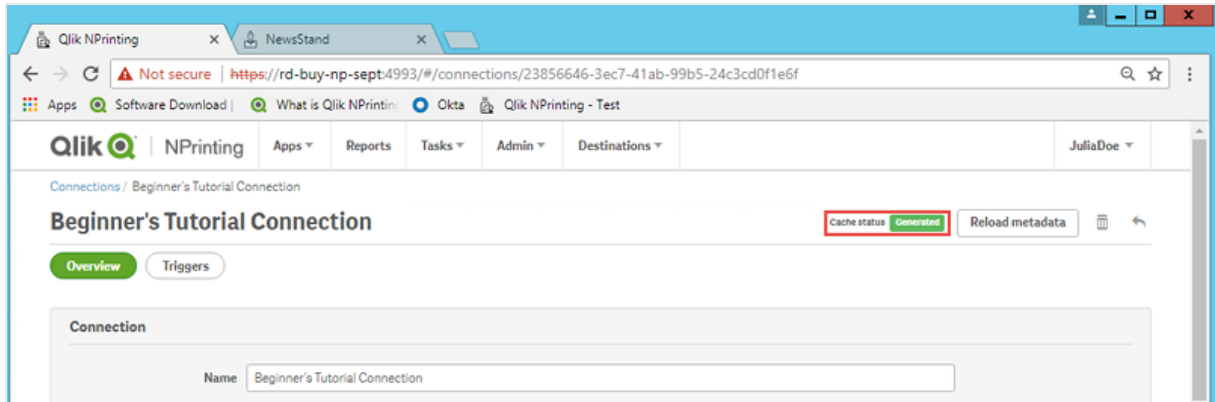 Qlik NPrinting NewsStand
Not secure | https://rd-buy-np-sept:4993/#/connections/23856646-3ec7-41ab-99b5-24c3cd0f1e6f
Apps Software Download | What is Qlik NPrinting Okta Qlik NPrinting - Test
Qlik NPrinting Apps Reports Tasks Admin Destinations JuliaDoe
Connections / Beginner's Tutorial Connection
Beginner's Tutorial Connection Cache status Generated Reload metadata
Overview Triggers
Connection
Name Beginner's Tutorial Connection